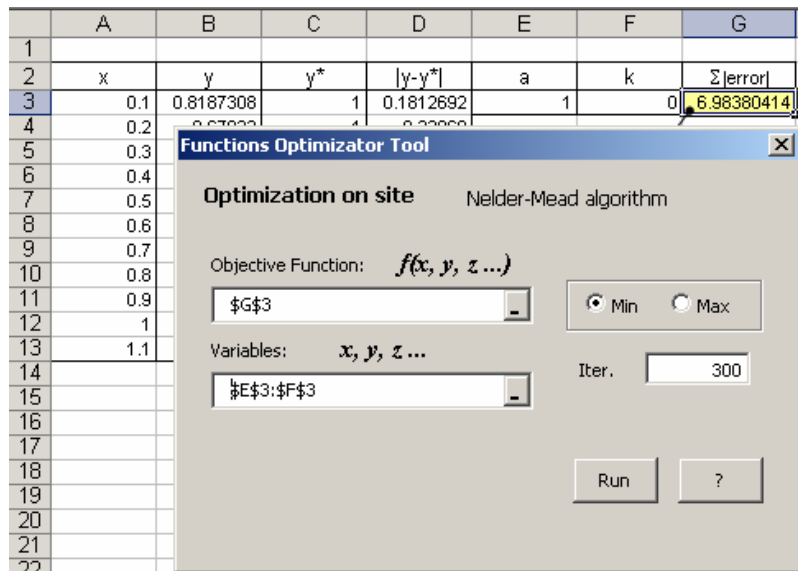 A B C D E F G
1
2 x y y* |y-y*| a k Σ|error|
3 0.1 0.8187308 1 0.1812692 1 0 6.98380414
4 0.2
5 0.3
6 0.4
7 0.5
8 0.6
9 0.7
10 0.8
11 0.9
12 1
13 1.1
14
15
16
17
18
19
20
21
22
Functions Optimizator Tool
Optimization on site Nelder-Mead algorithm
Objective Function: f(x, y, z ...)
$G$3
Min Max
Variables: x, y, z ...
$E$3:$F$3
Iter. 300
Run ?